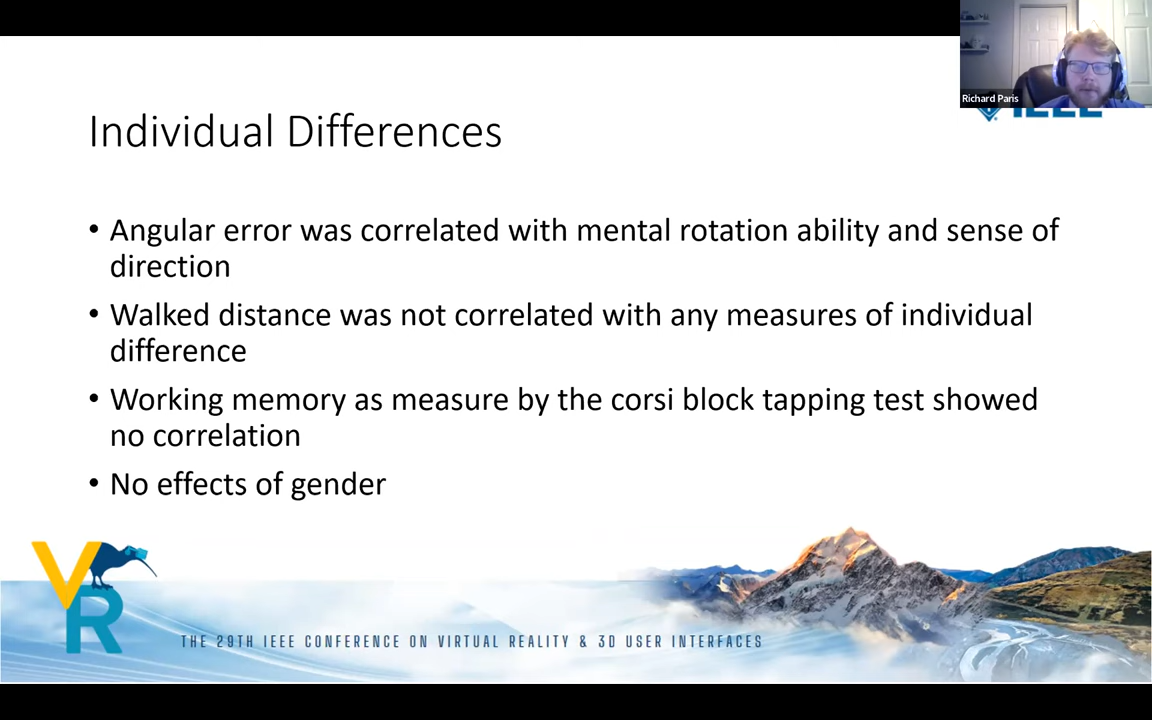 Richard Paris
IEEE
Individual Differences
• Angular error was correlated with mental rotation ability and sense of
direction
• Walked distance was not correlated with any measures of individual
difference
• Working memory as measure by the corsi block tapping test showed
no correlation
• No effects of gender
VR
THE 29TH IEEE CONFERENCE ON VIRTUAL REALITY & 3D USER INTERFACES